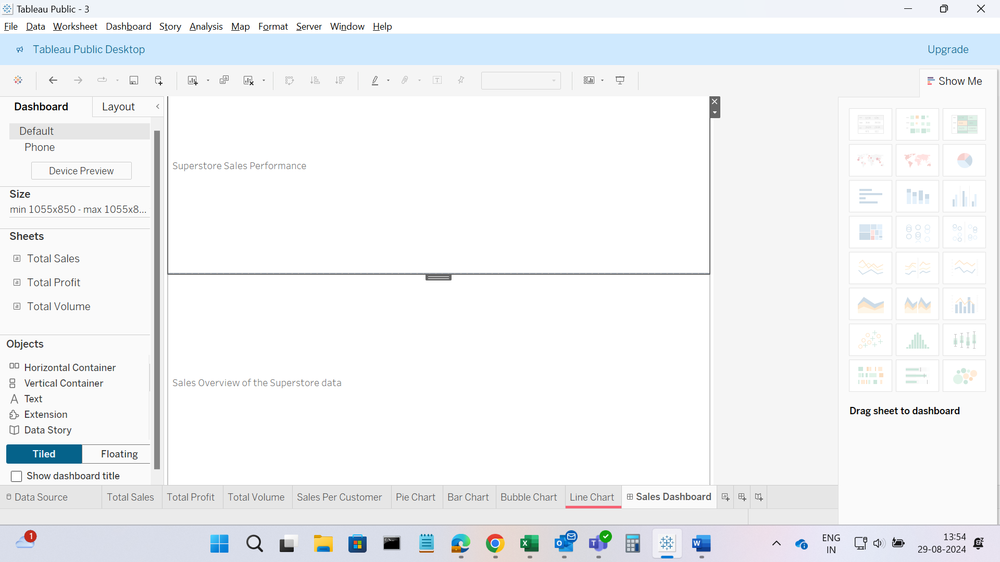 Tableau Public - 3
File Data Worksheet Dashboard Story Analysis Map Format Server Window Help
Tableau Public Desktop
Upgrade
Show Me
Dashboard
Layout
Default
Phone
Device Preview
Size
min 1055x850 - max 1055x8...
Sheets
Total Sales
Total Profit
Total Volume
Objects
Horizontal Container
Vertical Container
Text
Extension
Data Story
Tiled
Floating
Show dashboard title
Superstore Sales Performance
Sales Overview of the Superstore data
Drag sheet to dashboard
Data Source
Total Sales
Total Profit
Total Volume
Sales Per Customer
Pie Chart
Bar Chart
Bubble Chart
Line Chart
Sales Dashboard
1
ENG
IN
13:54
29-08-2024